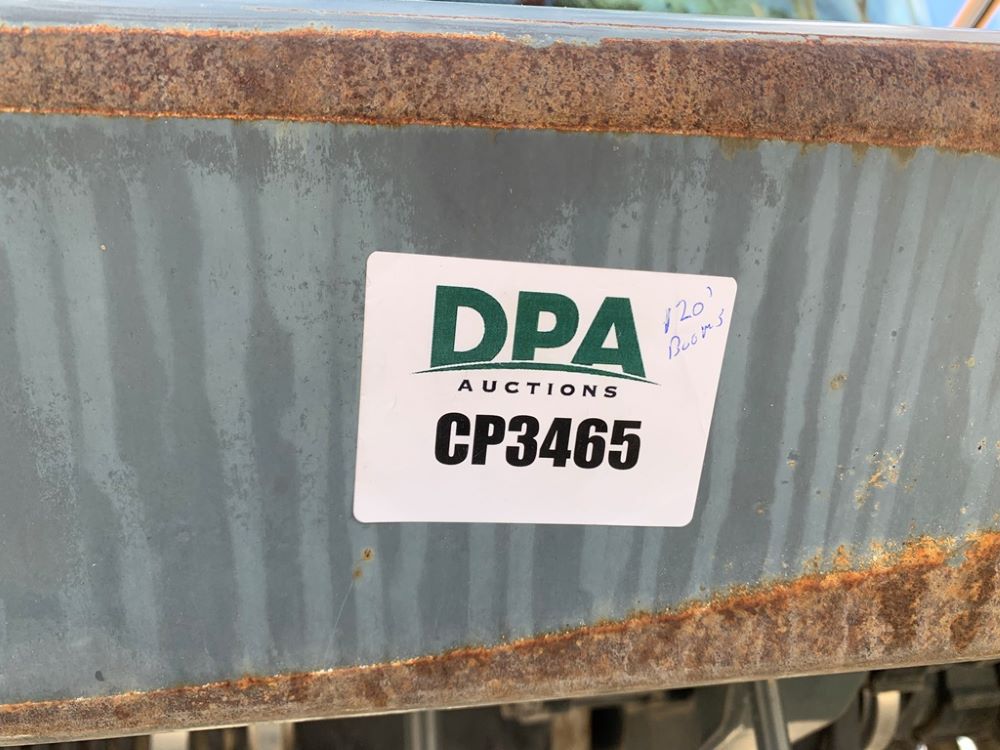 DPA
AUCTIONS
120'
Booms
CP3465